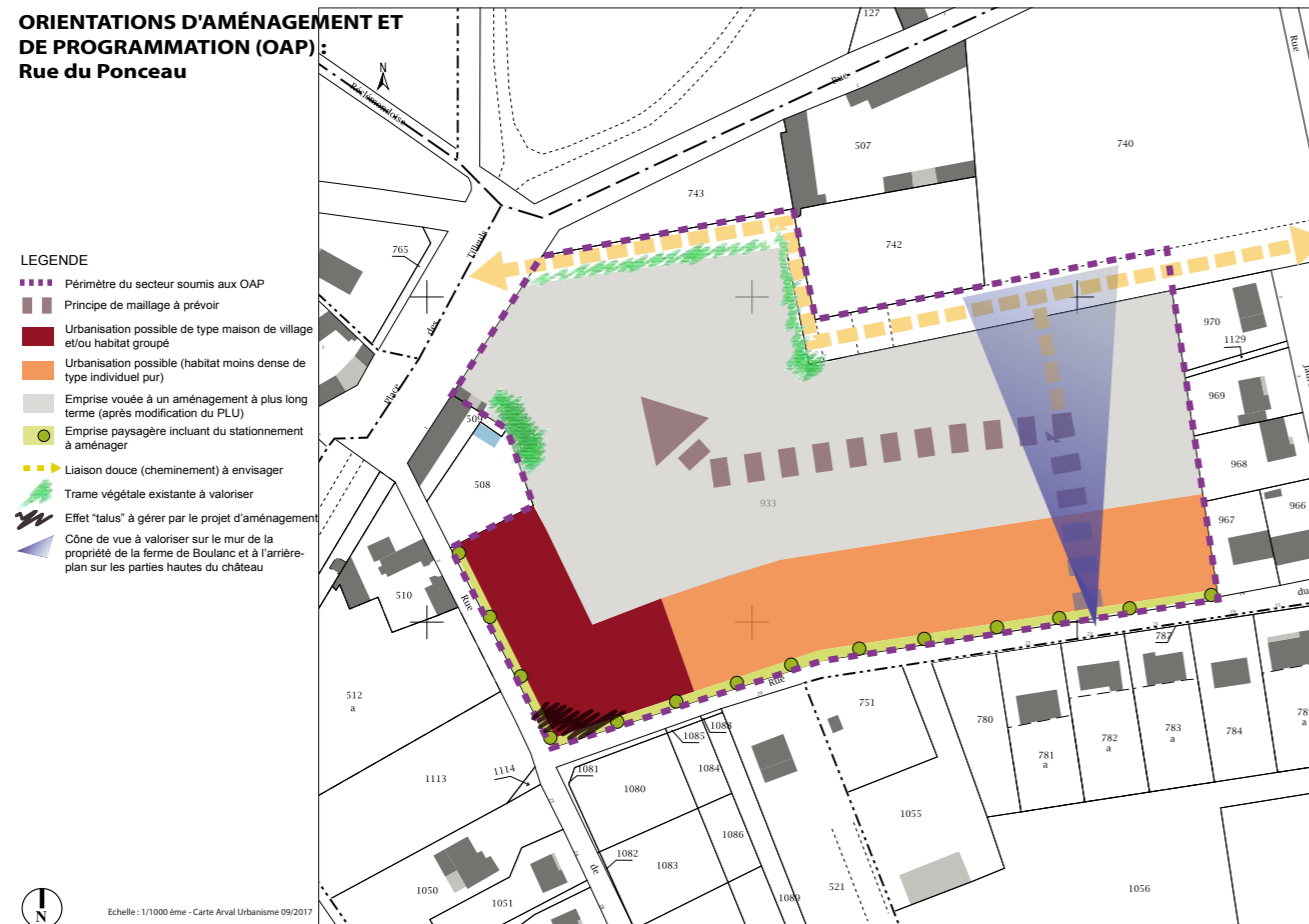 ORIENTATIONS D'AMÉNAGEMENT ET
DE PROGRAMMATION (OAP) :
Rue du Ponceau
N
LEGENDE
Périmètre du secteur soumis aux OAP
Principe de maillage à prévoir
Urbanisation possible de type maison de village
et/ou habitat groupé
Urbanisation possible (habitat moins dense de
type individuel pur)
Emprise vouée à un aménagement à plus long
terme (après modification du PLU)
Emprise paysagère incluant du stationnement
à aménager
Liaison douce (cheminement) à envisager
Trame végétale existante à valoriser
Effet "talus" à gérer par le projet d'aménagement
Cône de vue à valoriser sur le mur de la
propriété de la ferme de Boulanc et à l'arrière-
plan sur les parties hautes du château
N
Echelle : 1/1000 ème - Carte Arval Urbanisme 09/2017
127
Rue
Rue
507
740
743
742
765
Place
des
Tilleuls
970
1129
969
968
967
966
509
508
933
510
Rue
512
a
Rue
du
787
751
780
781
a
782
a
783
a
784
785
a
1088
1085
1084
1081
1080
1114
1113
1086
1082
1083
1055
1050
1051
de
1089
521
1056